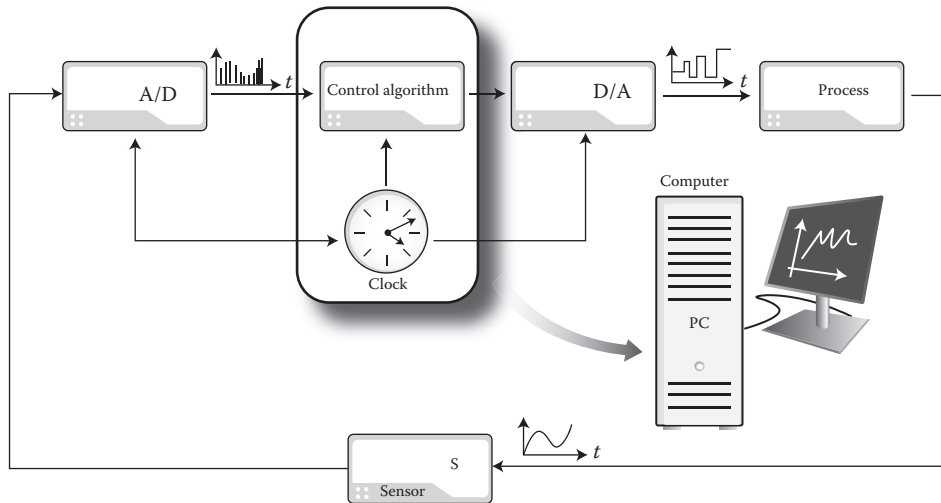 A/D
t
Control algorithm
D/A
t
Process
Clock
Computer
PC
S
Sensor
t